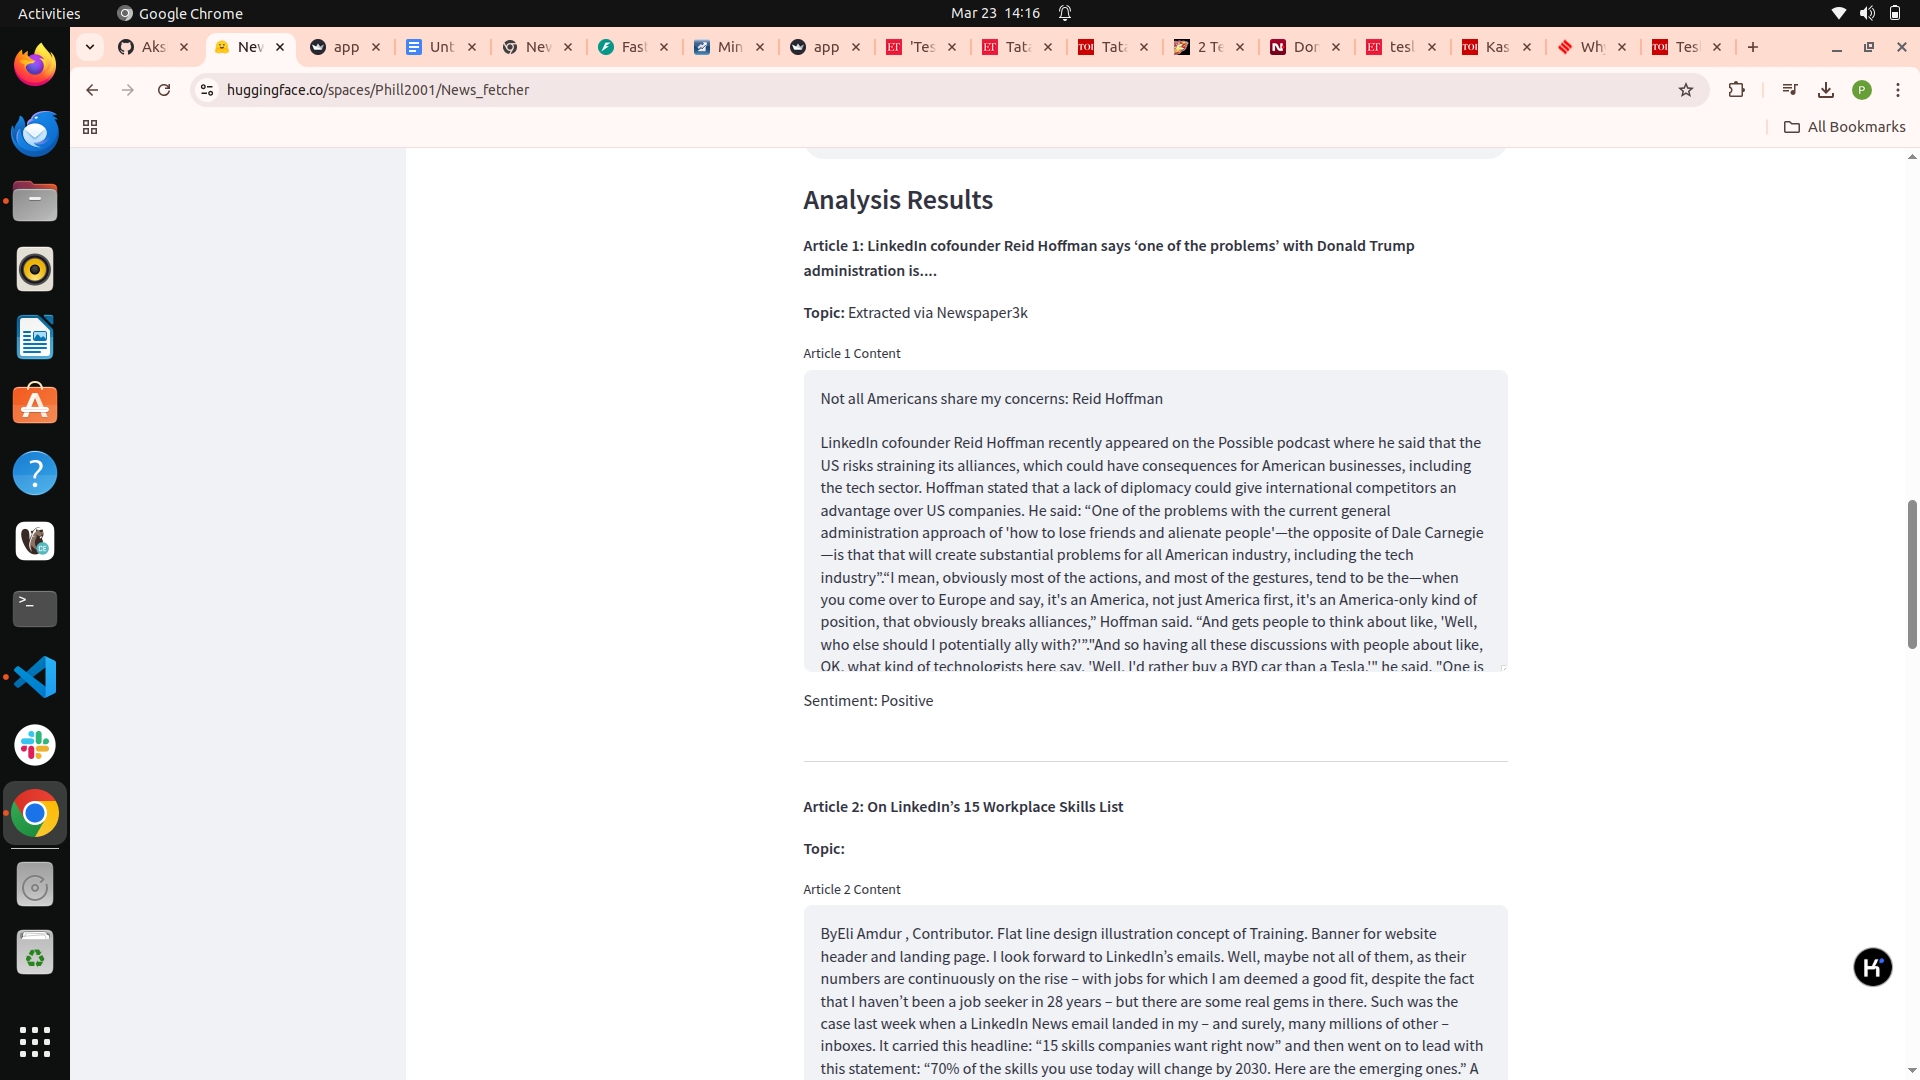 Activities
Google Chrome
Mar 23 14:16
Aks
New
app
Unt
New
Fast
Min
app
'Tes
Tata
Tata
2 Te
Dor
tesl
Kas
Why
Tesl
huggingface.co/spaces/Phill2001/News_fetcher
P
All Bookmarks
Analysis Results
Article 1: LinkedIn cofounder Reid Hoffman says ‘one of the problems’ with Donald Trump
administration is....
Topic: Extracted via Newspaper3k
Article 1 Content
Not all Americans share my concerns: Reid Hoffman
LinkedIn cofounder Reid Hoffman recently appeared on the Possible podcast where he said that the
US risks straining its alliances, which could have consequences for American businesses, including
the tech sector. Hoffman stated that a lack of diplomacy could give international competitors an
advantage over US companies. He said: “One of the problems with the current general
administration approach of 'how to lose friends and alienate people'—the opposite of Dale Carnegie
—is that that will create substantial problems for all American industry, including the tech
industry”.“I mean, obviously most of the actions, and most of the gestures, tend to be the—when
you come over to Europe and say, it's an America, not just America first, it's an America-only kind of
position, that obviously breaks alliances,” Hoffman said. “And gets people to think about like, 'Well,
who else should I potentially ally with?'”."And so having all these discussions with people about like,
OK, what kind of technologists here say, 'Well, I'd rather buy a BYD car than a Tesla,'" he said. "One is
Sentiment: Positive
Article 2: On LinkedIn’s 15 Workplace Skills List
Topic:
Article 2 Content
ByEli Amdur , Contributor. Flat line design illustration concept of Training. Banner for website
header and landing page. I look forward to LinkedIn’s emails. Well, maybe not all of them, as their
numbers are continuously on the rise – with jobs for which I am deemed a good fit, despite the fact
that I haven’t been a job seeker in 28 years – but there are some real gems in there. Such was the
case last week when a LinkedIn News email landed in my – and surely, many millions of other –
inboxes. It carried this headline: “15 skills companies want right now” and then went on to lead with
this statement: “70% of the skills you use today will change by 2030. Here are the emerging ones.” A